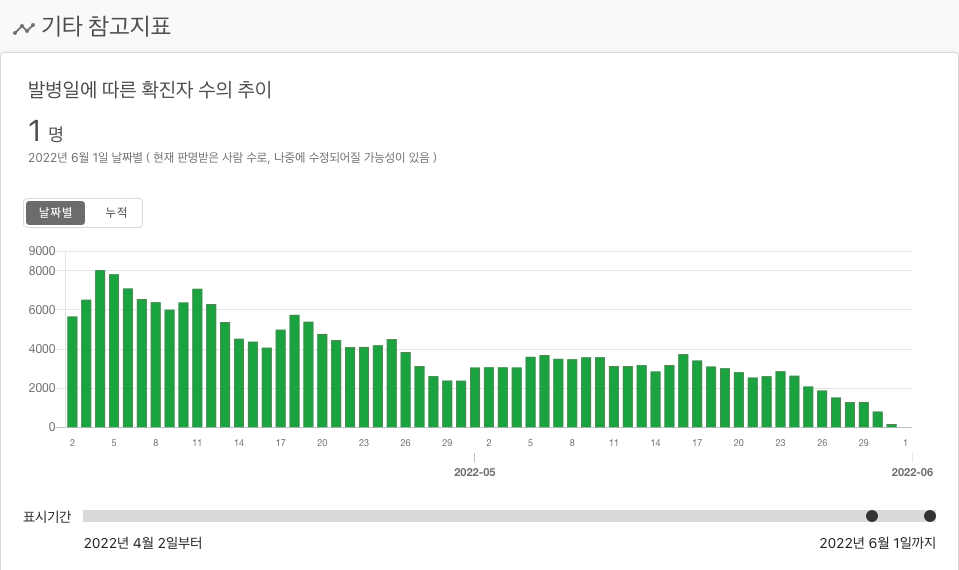 기타 참고지표
발병일에 따른 확진자 수의 추이
1 명
2022년 6월 1일 날짜별 ( 현재 판명받은 사람 수로, 나중에 수정되어질 가능성이 있음 )
날짜별 누적
9000
8000
6000
4000
2000
0
2 5 8 11 14 17 20 23 26 29 2 5 8 11 14 17 20 23 26 29 1
2022-05 2022-06
표시기간
2022년 4월 2일부터 2022년 6월 1일까지